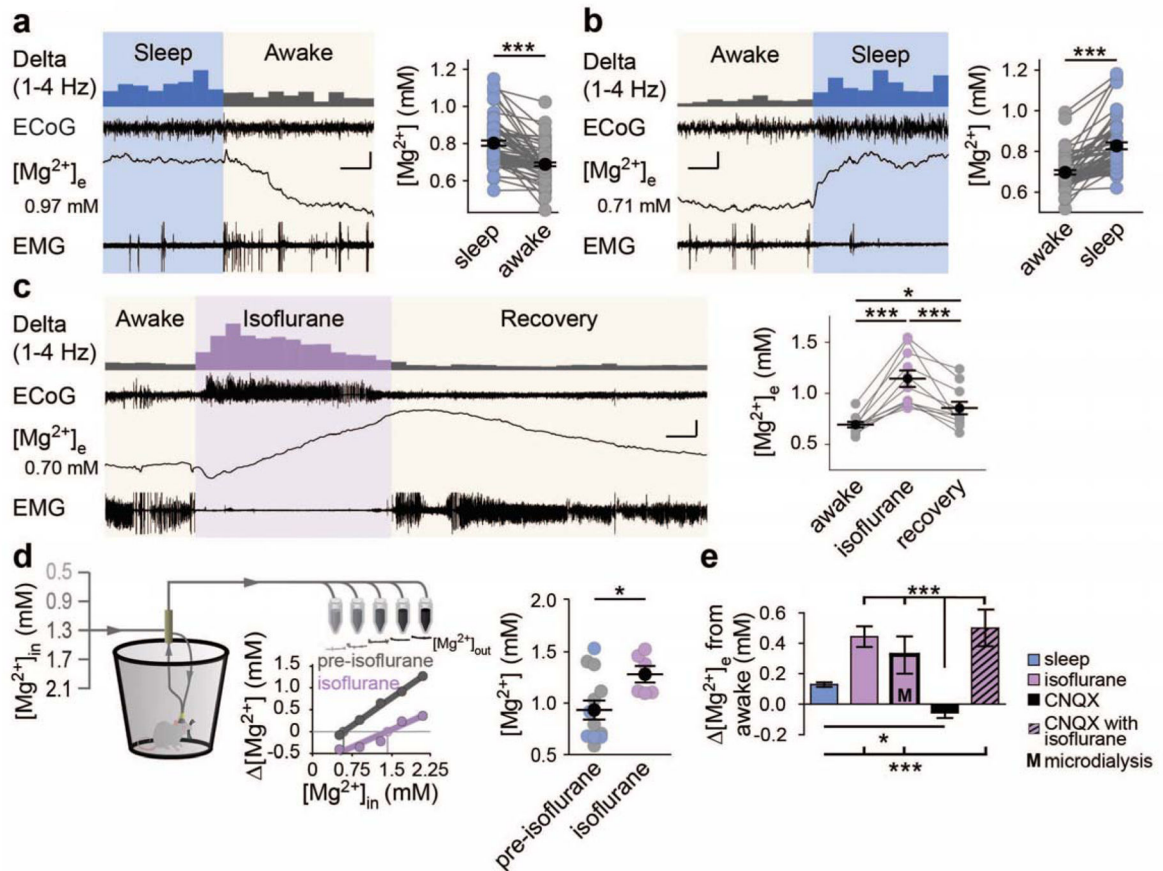 a
Sleep
Awake
Delta
(1-4 Hz)
ECoG
[Mg2+]e
0.97 mM
EMG
***
[Mg2+] (mM)
1.2
1.0
0.8
0.6
sleep
awake
b
Awake
Sleep
Delta
(1-4 Hz)
ECoG
[Mg2+]e
0.71 mM
EMG
***
[Mg2+] (mM)
1.2
1.0
0.8
0.6
awake
sleep
c
Awake
Isoflurane
Recovery
Delta
(1-4 Hz)
ECoG
[Mg2+]e
0.70 mM
EMG
*
*** ***
[Mg2+]e (mM)
1.5
1.0
0.5
awake
isoflurane
recovery
d
[Mg2+]in (mM)
0.5
0.9
1.3
1.7
2.1
[Mg2+]out
pre-isoflurane
isoflurane
Δ[Mg2+] (mM)
1.5
1.0
0.5
0
-0.5
0 0.75 1.5 2.25
[Mg2+]in (mM)
*
[Mg2+] (mM)
2.0
1.5
1.0
0.5
pre-isoflurane
isoflurane
e
Δ[Mg2+]e from
awake (mM)
0.6
0.4
0.2
0.0
-0.2
***
M
*
***
sleep
isoflurane
CNQX
CNQX with
isoflurane
M microdialysis